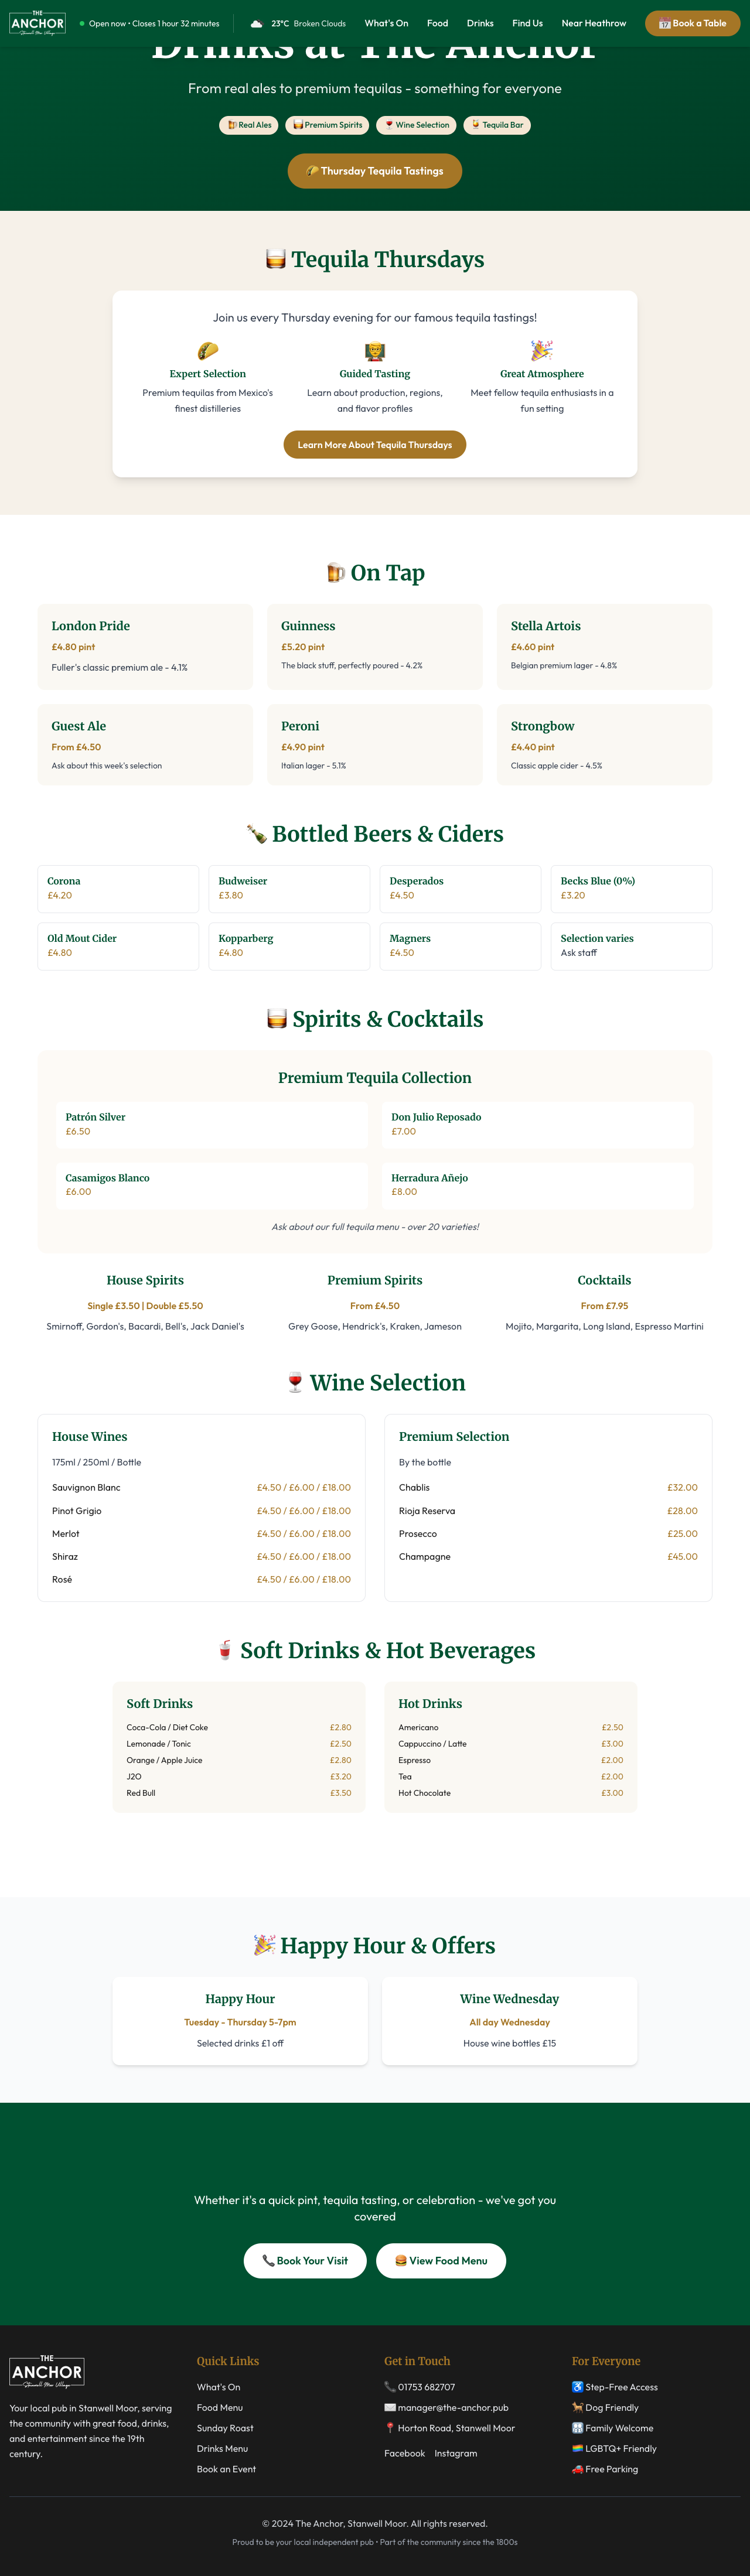 THE
ANCHOR
Stanwell Moor Village
Open now • Closes 1 hour 32 minutes
23°C Broken Clouds
What's On
Food
Drinks
Find Us
Near Heathrow
📅 Book a Table
Drinks at The Anchor
From real ales to premium tequilas - something for everyone
🍺 Real Ales
🥃 Premium Spirits
🍷 Wine Selection
🍹 Tequila Bar
🌮 Thursday Tequila Tastings
🥃 Tequila Thursdays
Join us every Thursday evening for our famous tequila tastings!
Expert Selection
Premium tequilas from Mexico's
finest distilleries
Guided Tasting
Learn about production, regions,
and flavor profiles
Great Atmosphere
Meet fellow tequila enthusiasts in a
fun setting
Learn More About Tequila Thursdays
🍺 On Tap
London Pride
£4.80 pint
Fuller's classic premium ale - 4.1%
Guinness
£5.20 pint
The black stuff, perfectly poured - 4.2%
Stella Artois
£4.60 pint
Belgian premium lager - 4.8%
Guest Ale
From £4.50
Ask about this week's selection
Peroni
£4.90 pint
Italian lager - 5.1%
Strongbow
£4.40 pint
Classic apple cider - 4.5%
🍾 Bottled Beers & Ciders
Corona
£4.20
Budweiser
£3.80
Desperados
£4.50
Becks Blue (0%)
£3.20
Old Mout Cider
£4.80
Kopparberg
£4.80
Magners
£4.50
Selection varies
Ask staff
🥃 Spirits & Cocktails
Premium Tequila Collection
Patrón Silver
£6.50
Don Julio Reposado
£7.00
Casamigos Blanco
£6.00
Herradura Añejo
£8.00
Ask about our full tequila menu - over 20 varieties!
House Spirits
Single £3.50 | Double £5.50
Smirnoff, Gordon's, Bacardi, Bell's, Jack Daniel's
Premium Spirits
From £4.50
Grey Goose, Hendrick's, Kraken, Jameson
Cocktails
From £7.95
Mojito, Margarita, Long Island, Espresso Martini
🍷 Wine Selection
House Wines
175ml / 250ml / Bottle
Sauvignon Blanc £4.50 / £6.00 / £18.00
Pinot Grigio £4.50 / £6.00 / £18.00
Merlot £4.50 / £6.00 / £18.00
Shiraz £4.50 / £6.00 / £18.00
Rosé £4.50 / £6.00 / £18.00
Premium Selection
By the bottle
Chablis £32.00
Rioja Reserva £28.00
Prosecco £25.00
Champagne £45.00
🥤 Soft Drinks & Hot Beverages
Soft Drinks
Coca-Cola / Diet Coke £2.80
Lemonade / Tonic £2.50
Orange / Apple Juice £2.80
J2O £3.20
Red Bull £3.50
Hot Drinks
Americano £2.50
Cappuccino / Latte £3.00
Espresso £2.00
Tea £2.00
Hot Chocolate £3.00
🎉 Happy Hour & Offers
Happy Hour
Tuesday - Thursday 5-7pm
Selected drinks £1 off
Wine Wednesday
All day Wednesday
House wine bottles £15
Whether it's a quick pint, tequila tasting, or celebration - we've got you
covered
📞 Book Your Visit
🍔 View Food Menu
THE
ANCHOR
Stanwell Moor Village
Your local pub in Stanwell Moor, serving
the community with great food, drinks,
and entertainment since the 19th
century.
Quick Links
What's On
Food Menu
Sunday Roast
Drinks Menu
Book an Event
Get in Touch
📞 01753 682707
✉️ manager@the-anchor.pub
📍 Horton Road, Stanwell Moor
Facebook Instagram
For Everyone
♿ Step-Free Access
🐕 Dog Friendly
🚻 Family Welcome
🏳️‍🌈 LGBTQ+ Friendly
🚗 Free Parking
© 2024 The Anchor, Stanwell Moor. All rights reserved.
Proud to be your local independent pub • Part of the community since the 1800s